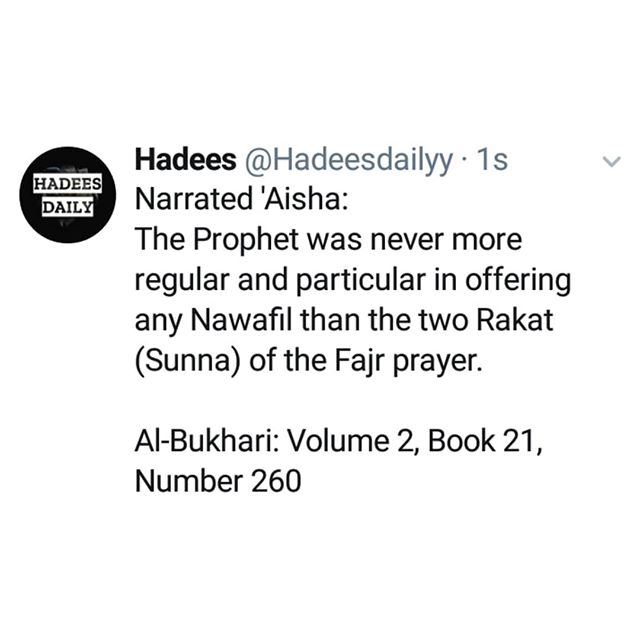 HADEES
DAILY
Hadees @Hadeesdailyy · 1s
Narrated 'Aisha:
The Prophet was never more
regular and particular in offering
any Nawafil than the two Rakat
(Sunna) of the Fajr prayer.
Al-Bukhari: Volume 2, Book 21,
Number 260